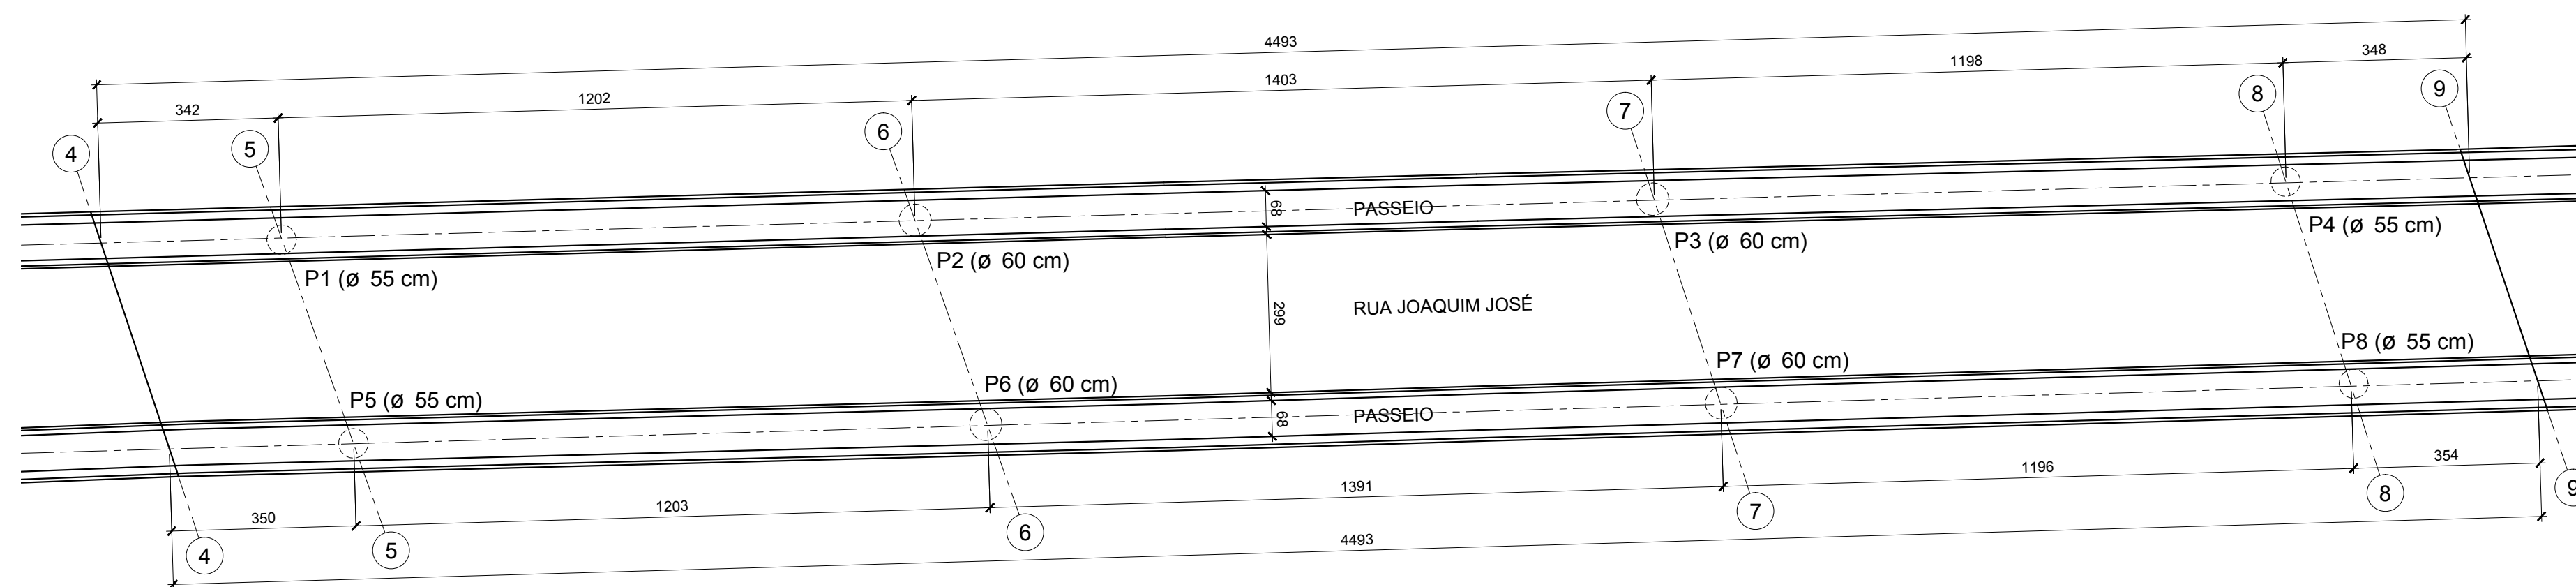 4493
342
1202
1403
1198
348
4
5
6
7
8
9
68
PASSEIO
P1 (ø 55 cm)
P2 (ø 60 cm)
P3 (ø 60 cm)
P4 (ø 55 cm)
299
RUA JOAQUIM JOSÉ
P5 (ø 55 cm)
P6 (ø 60 cm)
P7 (ø 60 cm)
P8 (ø 55 cm)
68
PASSEIO
350
1203
1391
1196
354
4
5
6
7
8
9
4493